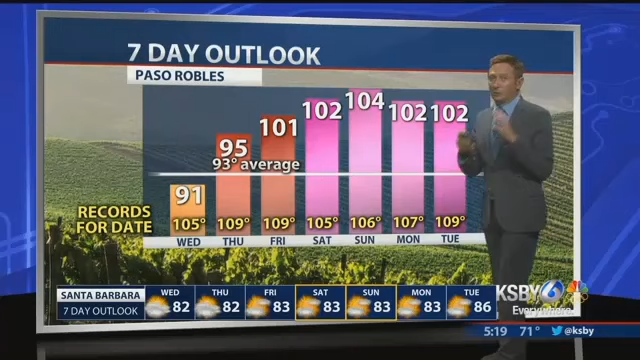 7 DAY OUTLOOK
PASO ROBLES
91 95 101 102 104 102 102
93° average
RECORDS FOR DATE
105° 109° 109° 105° 106° 107° 109°
WED THU FRI SAT SUN MON TUE
SANTA BARBARA
7 DAY OUTLOOK
WED THU FRI SAT SUN MON TUE
82 82 83 83 83 83 86
KSBY 6
Everywhere
5:19 71° @ksby